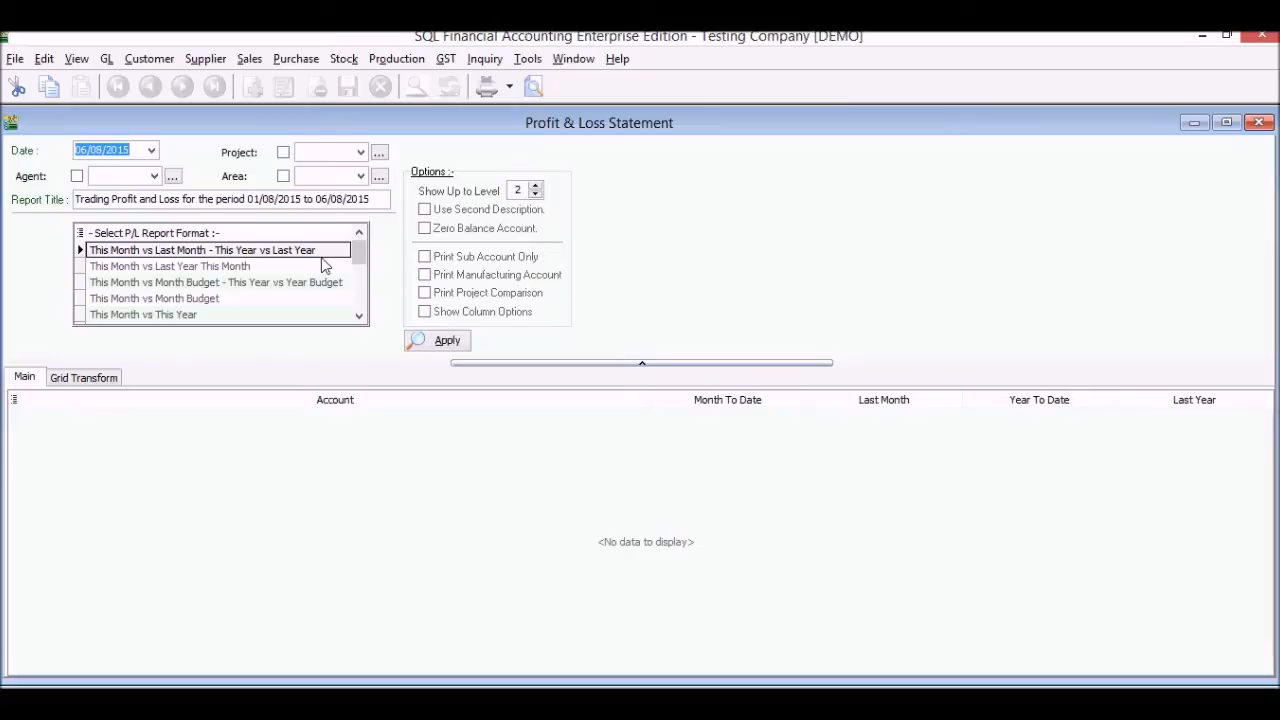 SQL Financial Accounting Enterprise Edition - Testing Company [DEMO]
File Edit View GL Customer Supplier Sales Purchase Stock Production GST Inquiry Tools Window Help
Profit & Loss Statement
Date : 06/08/2015 Project: ...
Agent: ... Area: ...
Report Title : Trading Profit and Loss for the period 01/08/2015 to 06/08/2015
- Select P/L Report Format :-
This Month vs Last Month - This Year vs Last Year
This Month vs Last Year This Month
This Month vs Month Budget - This Year vs Year Budget
This Month vs Month Budget
This Month vs This Year
Options :-
Show Up to Level 2
Use Second Description.
Zero Balance Account.
Print Sub Account Only
Print Manufacturing Account
Print Project Comparison
Show Column Options
Apply
Main Grid Transform
Account Month To Date Last Month Year To Date Last Year
<No data to display>